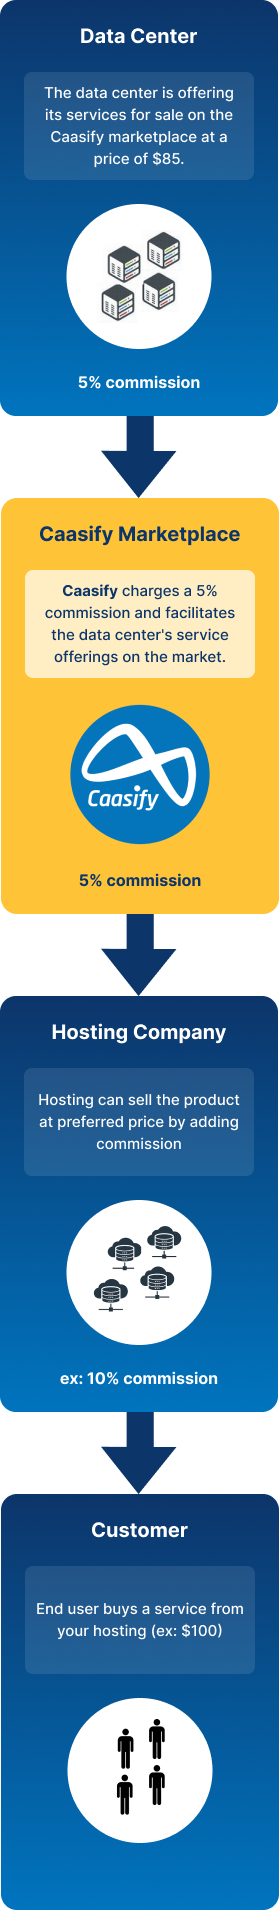 Data Center
The data center is offering
its services for sale on the
Caasify marketplace at a
price of $85.
5% commission
Caasify Marketplace
Caasify charges a 5%
commission and facilitates
the data center's service
offerings on the market.
Caasify
5% commission
Hosting Company
Hosting can sell the product
at preferred price by adding
commission
ex: 10% commission
Customer
End user buys a service from
your hosting (ex: $100)